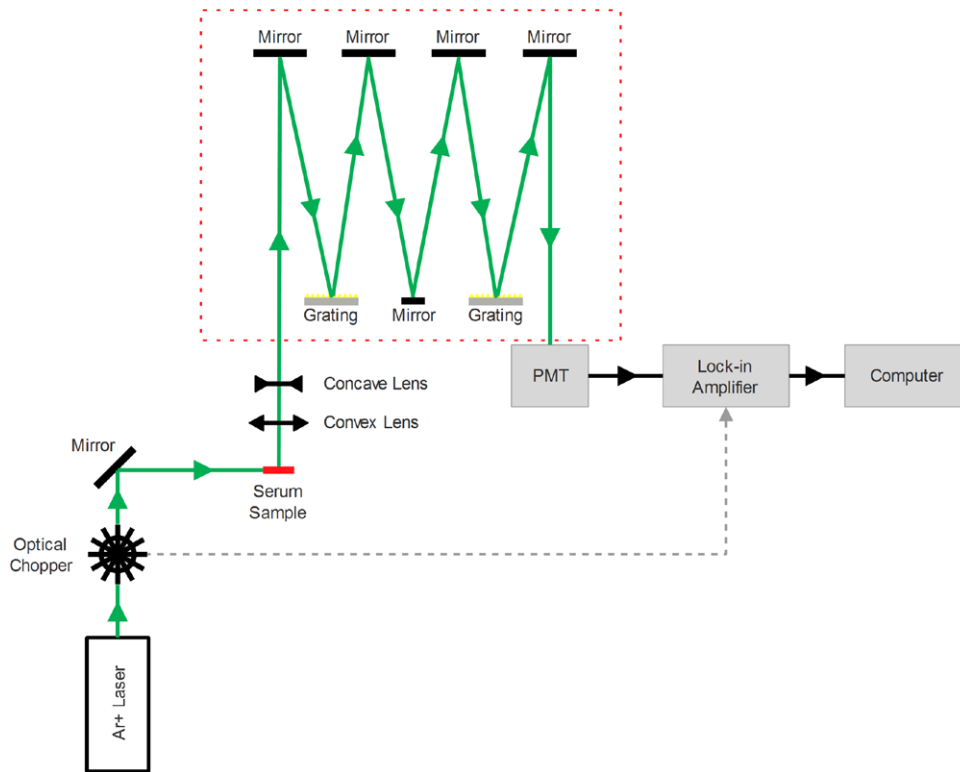 Mirror Mirror Mirror Mirror
Grating Mirror Grating
PMT
Lock-in
Amplifier
Computer
Concave Lens
Convex Lens
Mirror
Serum
Sample
Optical
Chopper
Ar+ Laser